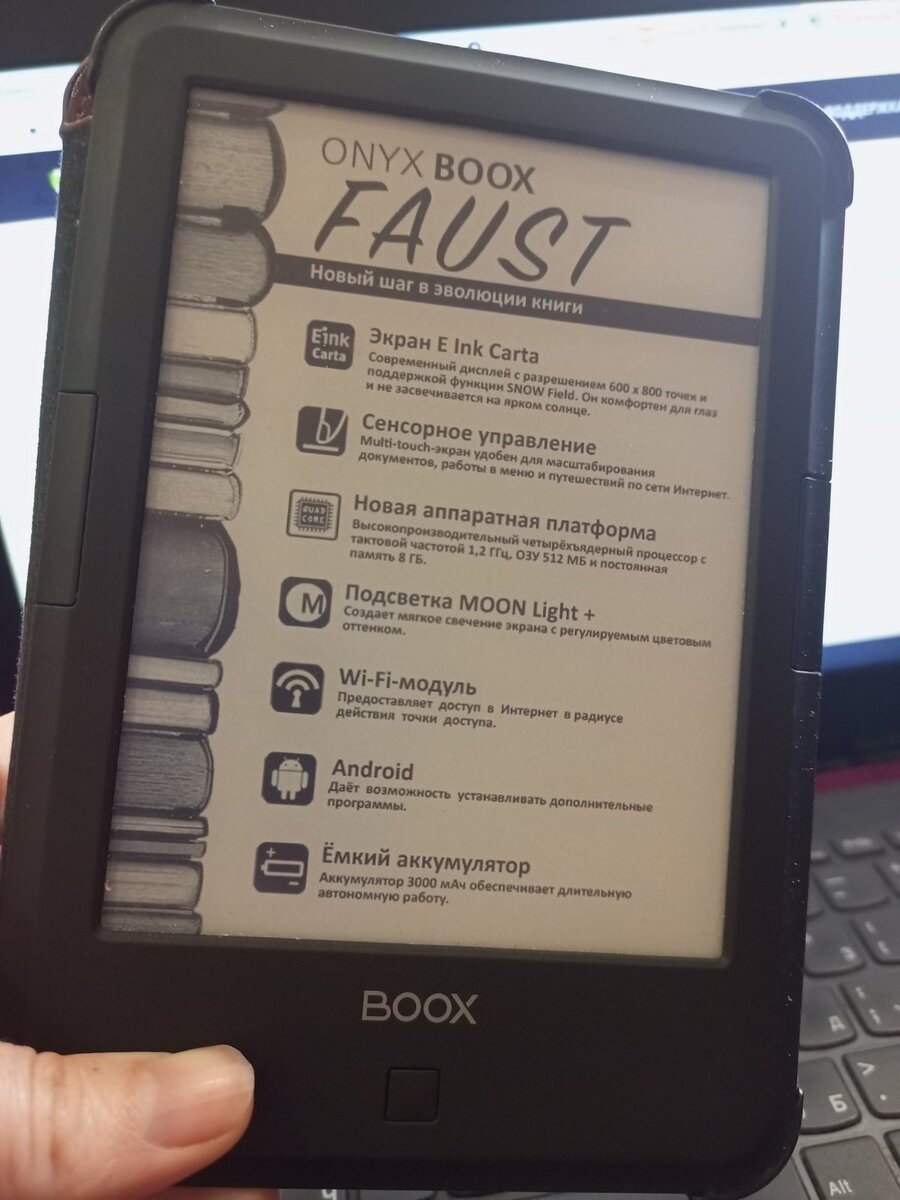 ПОДДЕРЖКА
ONYX BOOX
FAUST
Новый шаг в эволюции книги
Eink
Carta
Экран E Ink Carta
Современный дисплей с разрешением 600 x 800 точек и
поддержкой функции SNOW Field. Он комфортен для глаз
и не засвечивается на ярком солнце.
Сенсорное управление
Multi-touch-экран удобен для масштабирования
документов, работы в меню и путешествий по сети Интернет.
QUAD
CORE
Новая аппаратная платформа
Высокопроизводительный четырёхъядерный процессор с
тактовой частотой 1,2 ГГц, ОЗУ 512 МБ и постоянная
память 8 ГБ.
M
Подсветка MOON Light +
Создает мягкое свечение экрана с регулируемым цветовым
оттенком.
Wi-Fi-модуль
Предоставляет доступ в Интернет в радиусе
действия точки доступа.
Android
Даёт возможность устанавливать дополнительные
программы.
Ёмкий аккумулятор
Аккумулятор 3000 мАч обеспечивает длительную
автономную работу.
BOOX
Д
Б
>
.
Ч
Alt